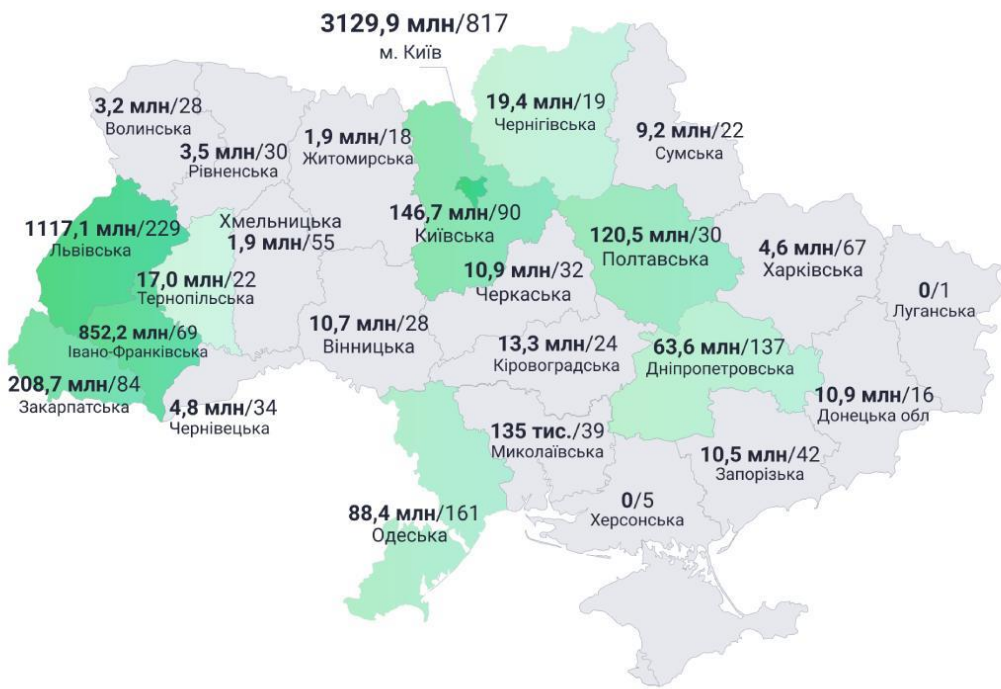 3129,9 млн/817
м. Київ
3,2 млн/28
Волинська
3,5 млн/30
Рівненська
1,9 млн/18
Житомирська
19,4 млн/19
Чернігівська
9,2 млн/22
Сумська
1117,1 млн/229
Львівська
Хмельницька
1,9 млн/55
17,0 млн/22
Тернопільська
146,7 млн/90
Київська
120,5 млн/30
Полтавська
4,6 млн/67
Харківська
0/1
Луганська
10,9 млн/32
Черкаська
852,2 млн/69
Івано-Франківська
10,7 млн/28
Вінницька
13,3 млн/24
Кіровоградська
63,6 млн/137
Дніпропетровська
208,7 млн/84
Закарпатська
4,8 млн/34
Чернівецька
10,9 млн/16
Донецька обл
135 тис./39
Миколаївська
10,5 млн/42
Запорізька
0/5
Херсонська
88,4 млн/161
Одеська